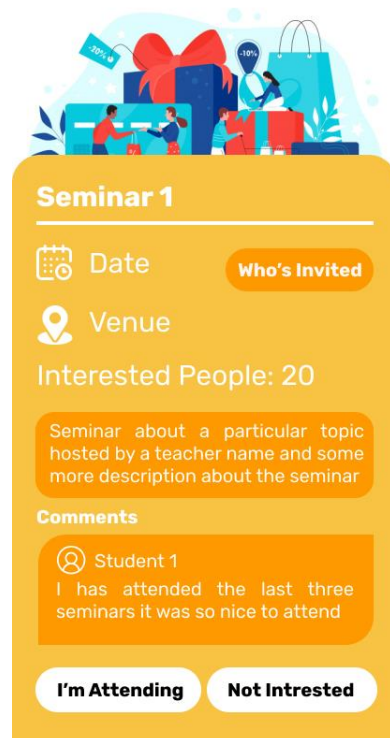 -20%
-10%
Seminar 1
Date
Who's Invited
Venue
Interested People: 20
Seminar about a particular topic
hosted by a teacher name and some
more description about the seminar
Comments
Student 1
I has attended the last three
seminars it was so nice to attend
I'm Attending
Not Intrested